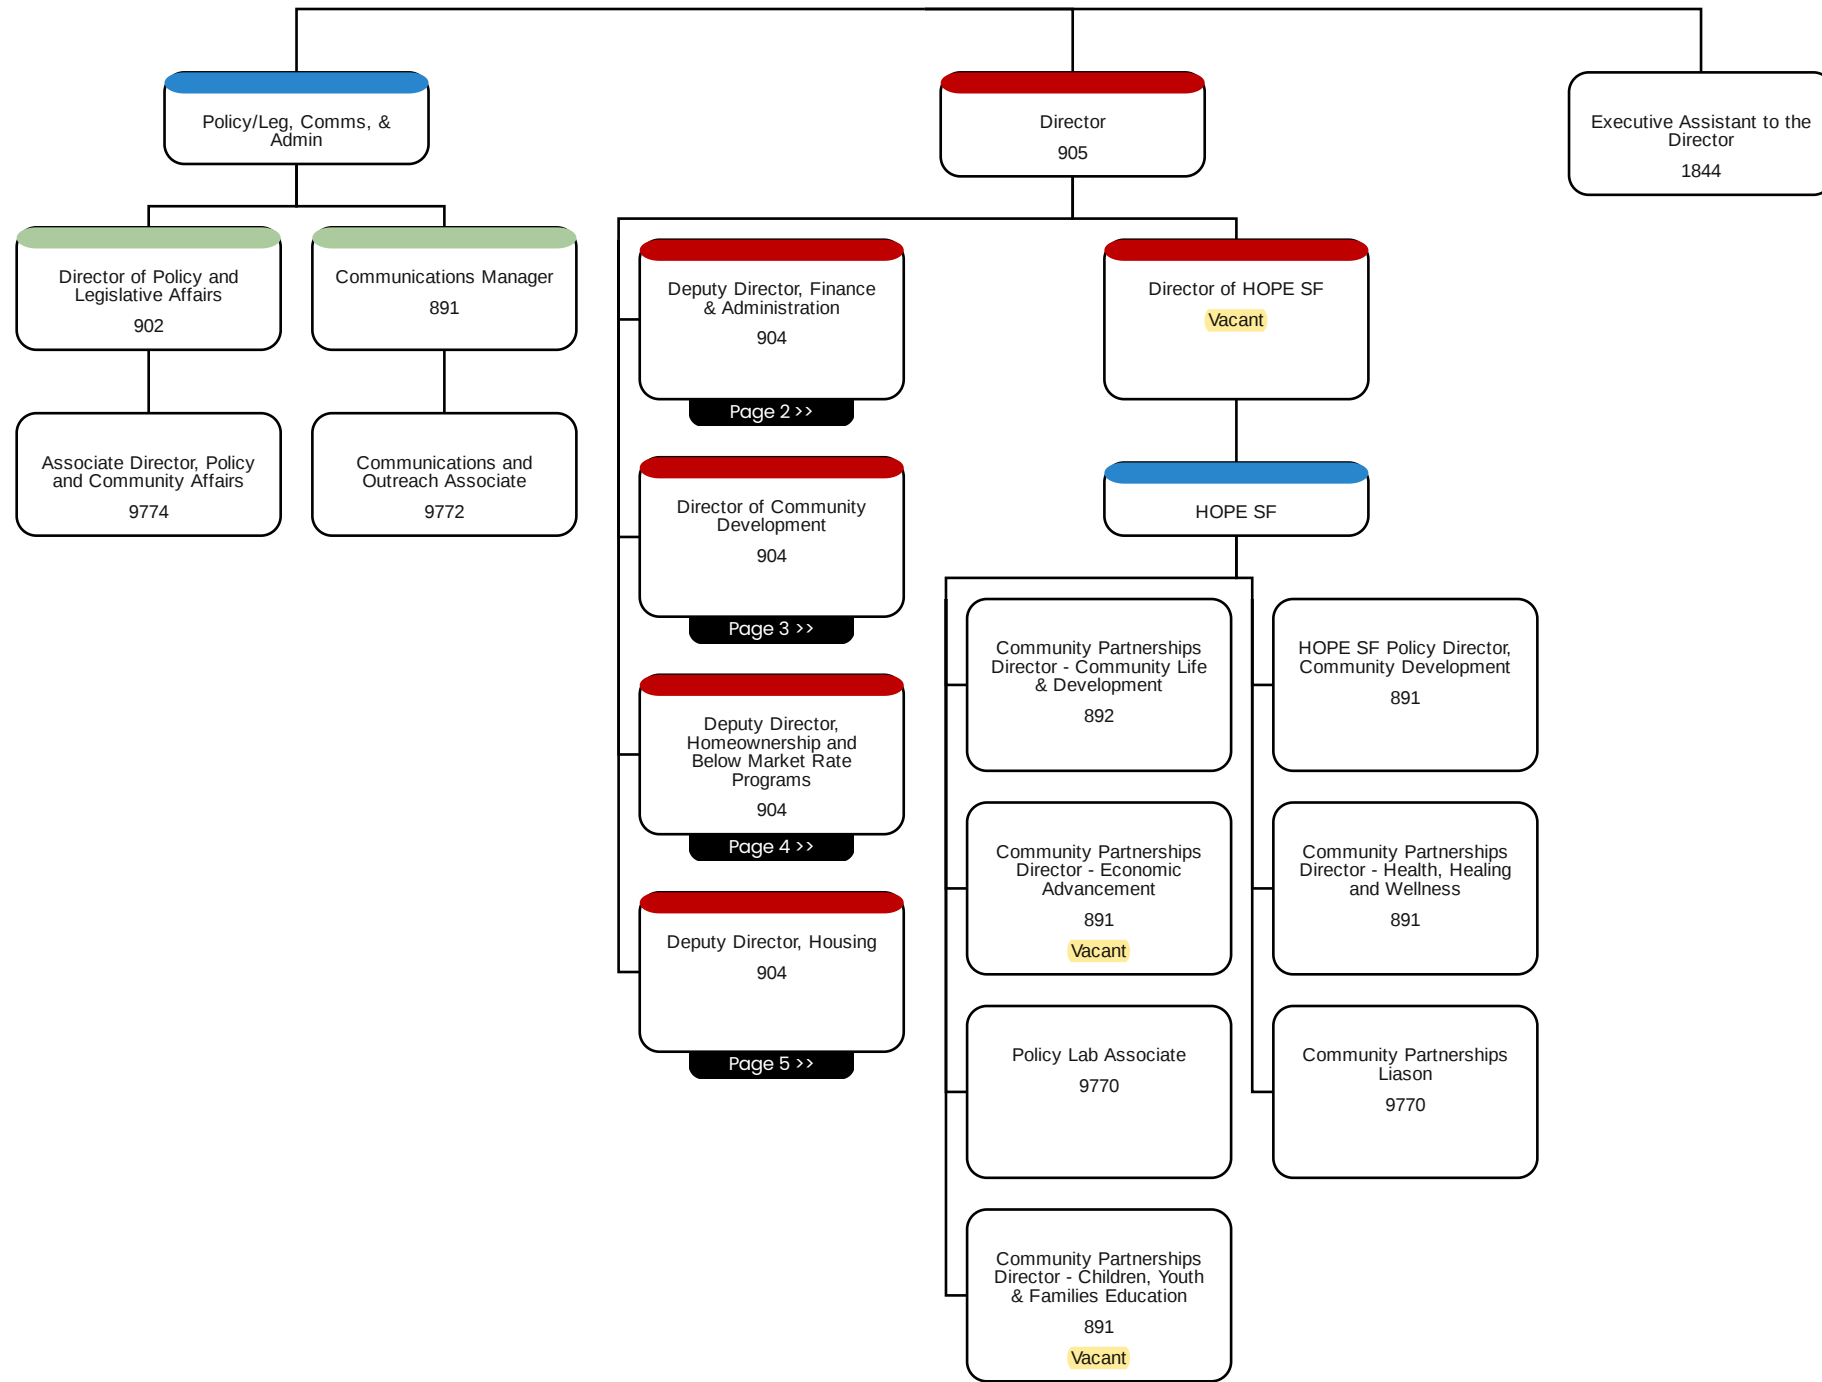 Policy/Leg, Comms, &
Admin
Director
905
Executive Assistant to the
Director
1844
Director of Policy and
Legislative Affairs
902
Communications Manager
891
Associate Director, Policy
and Community Affairs
9774
Communications and
Outreach Associate
9772
Deputy Director, Finance
& Administration
904
Page 2 >>
Director of Community
Development
904
Page 3 >>
Deputy Director,
Homeownership and
Below Market Rate
Programs
904
Page 4 >>
Deputy Director, Housing
904
Page 5 >>
Director of HOPE SF
Vacant
HOPE SF
Community Partnerships
Director - Community Life
& Development
892
HOPE SF Policy Director,
Community Development
891
Community Partnerships
Director - Economic
Advancement
891
Vacant
Community Partnerships
Director - Health, Healing
and Wellness
891
Policy Lab Associate
9770
Community Partnerships
Liason
9770
Community Partnerships
Director - Children, Youth
& Families Education
891
Vacant